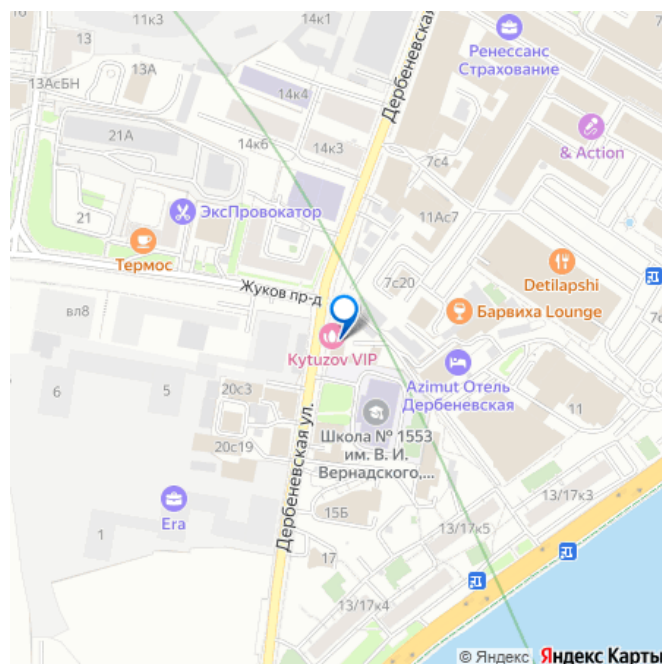 11к3
14к1
13
Дербеневская
Ренессанс
Страхование
13АсБН
13А
14к4
21А
14к6
14к3
7с4
& Action
21
ЭксПровокатор
11Ас7
Термос
7с20
Detilapshi
Жуков пр-д
вл8
Барвиха Lounge
7с
Kytuzov VIP
Azimut Отель
Дербеневская
6
5
20с3
11
Школа № 1553
им. В. И.
Вернадского,...
20с19
Дербеневская ул.
13/17к3
Era
15Б
13/17к5
1
17
13/17к4
© Яндекс Яндекс Карты